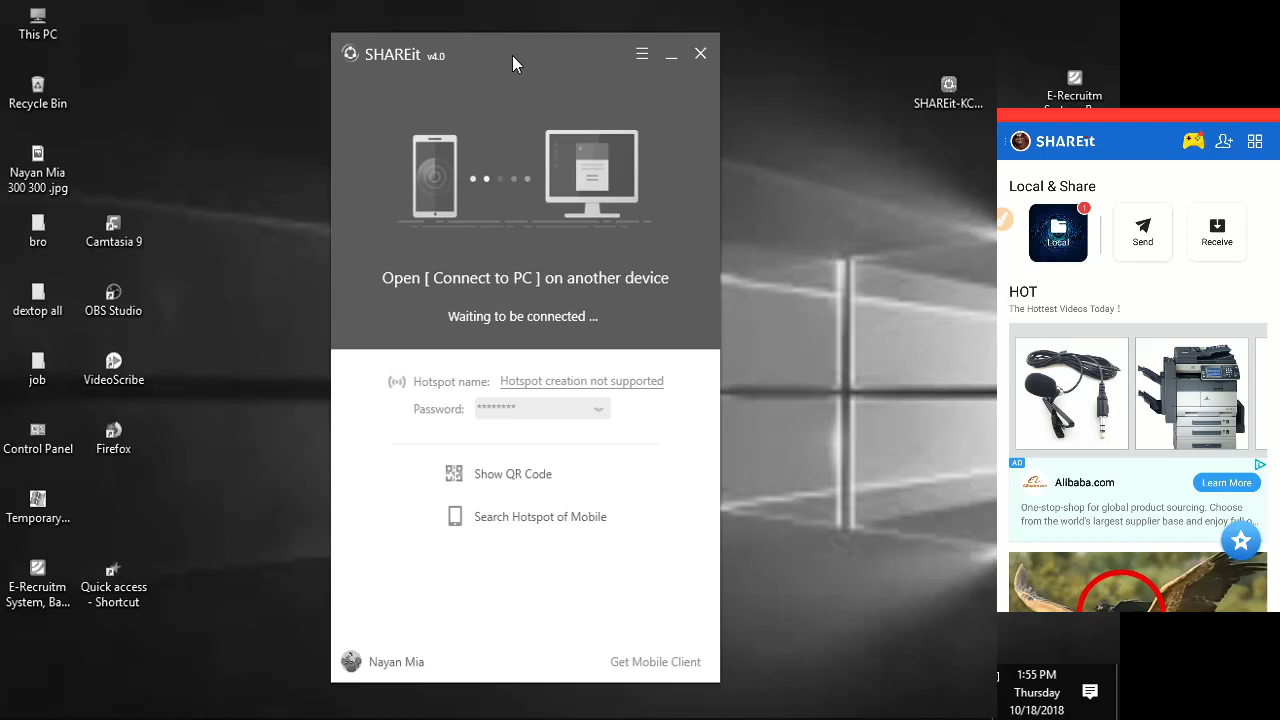 This PC
Recycle Bin
Nayan Mia
300 300 .jpg
bro
Camtasia 9
dextop all
OBS Studio
job
VideoScribe
Control Panel
Firefox
Temporary...
E-Recruitm
System, Ba...
Quick access
- Shortcut
SHAREit v4.0
Open [ Connect to PC ] on another device
Waiting to be connected ...
Hotspot name: Hotspot creation not supported
Password: ********
Show QR Code
Search Hotspot of Mobile
Nayan Mia
Get Mobile Client
SHAREit-KC...
E-Recruitm
SHAREit
Local & Share
1
Local
Send
Receive
HOT
The Hottest Videos Today !
AD
Alibaba.com
Learn More
One-stop-shop for global product sourcing. Choose
from the world's largest supplier base and enjoy full o...
1:55 PM
Thursday
10/18/2018